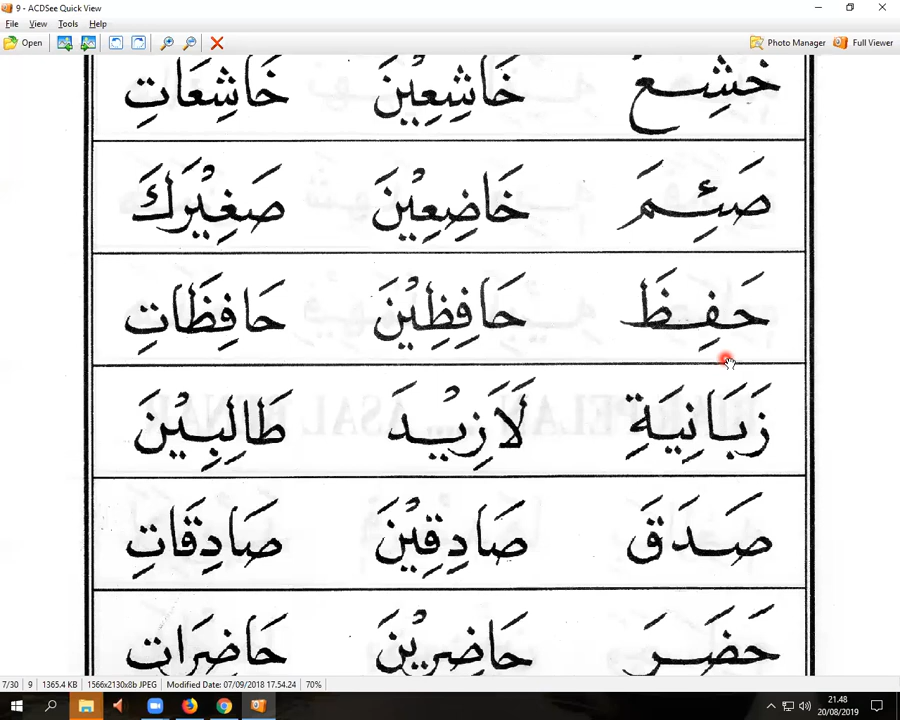 9 - ACDSee Quick View
File View Tools Help
Open Photo Manager Full Viewer
خَشِعَ خَاشِعِيْنَ خَاشِعَاتِ
صَئِمَ خَاضِعِيْنَ صَغِيْرَكَ
حَفِظَ حَافِظِيْنَ حَافِظَاتِ
زَبَانِيَةِ لَازِيْدَ طَالِبِيْنَ
صَدَقَ صَادِقِيْنَ صَادِقَاتِ
حَضَرَ حَاضِرِيْنَ حَاضِرَاتِ
7/30 9 1365.4 KB 1566x2130x8b JPEG Modified Date: 07/09/2018 17.54.24 70%
21.48
20/08/2019